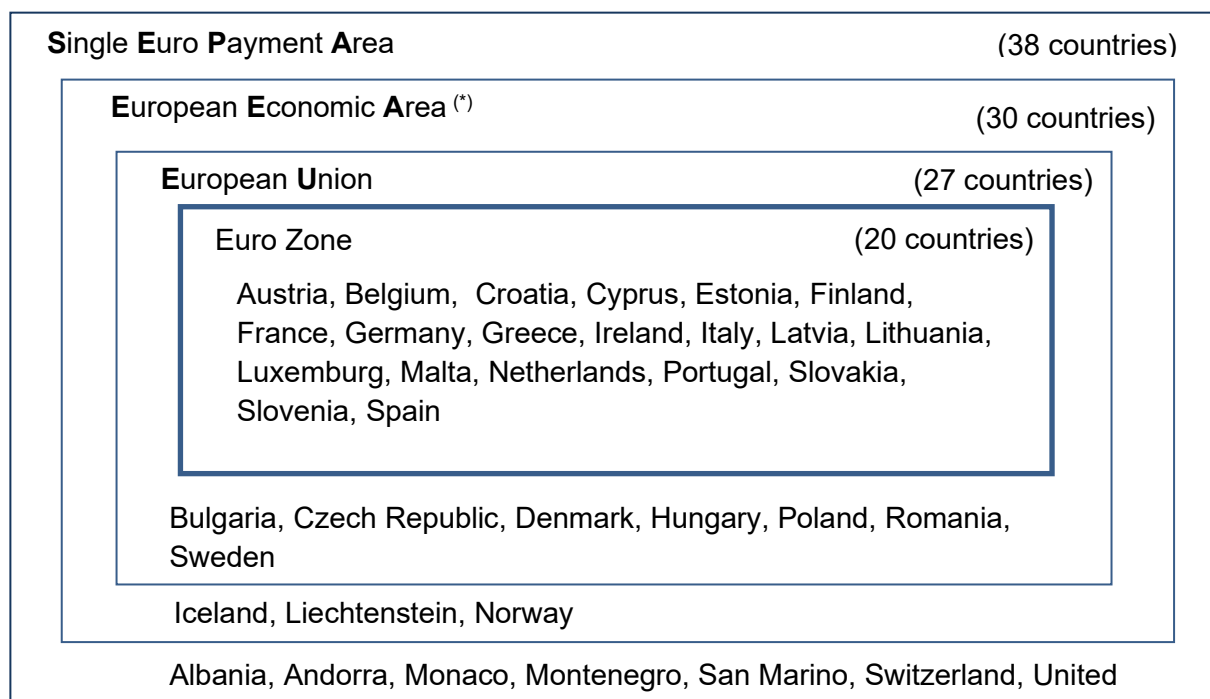 Single Euro Payment Area (38 countries)
European Economic Area (*) (30 countries)
European Union (27 countries)
Euro Zone (20 countries)
Austria, Belgium, Croatia, Cyprus, Estonia, Finland,
France, Germany, Greece, Ireland, Italy, Latvia, Lithuania,
Luxemburg, Malta, Netherlands, Portugal, Slovakia,
Slovenia, Spain
Bulgaria, Czech Republic, Denmark, Hungary, Poland, Romania,
Sweden
Iceland, Liechtenstein, Norway
Albania, Andorra, Monaco, Montenegro, San Marino, Switzerland, United